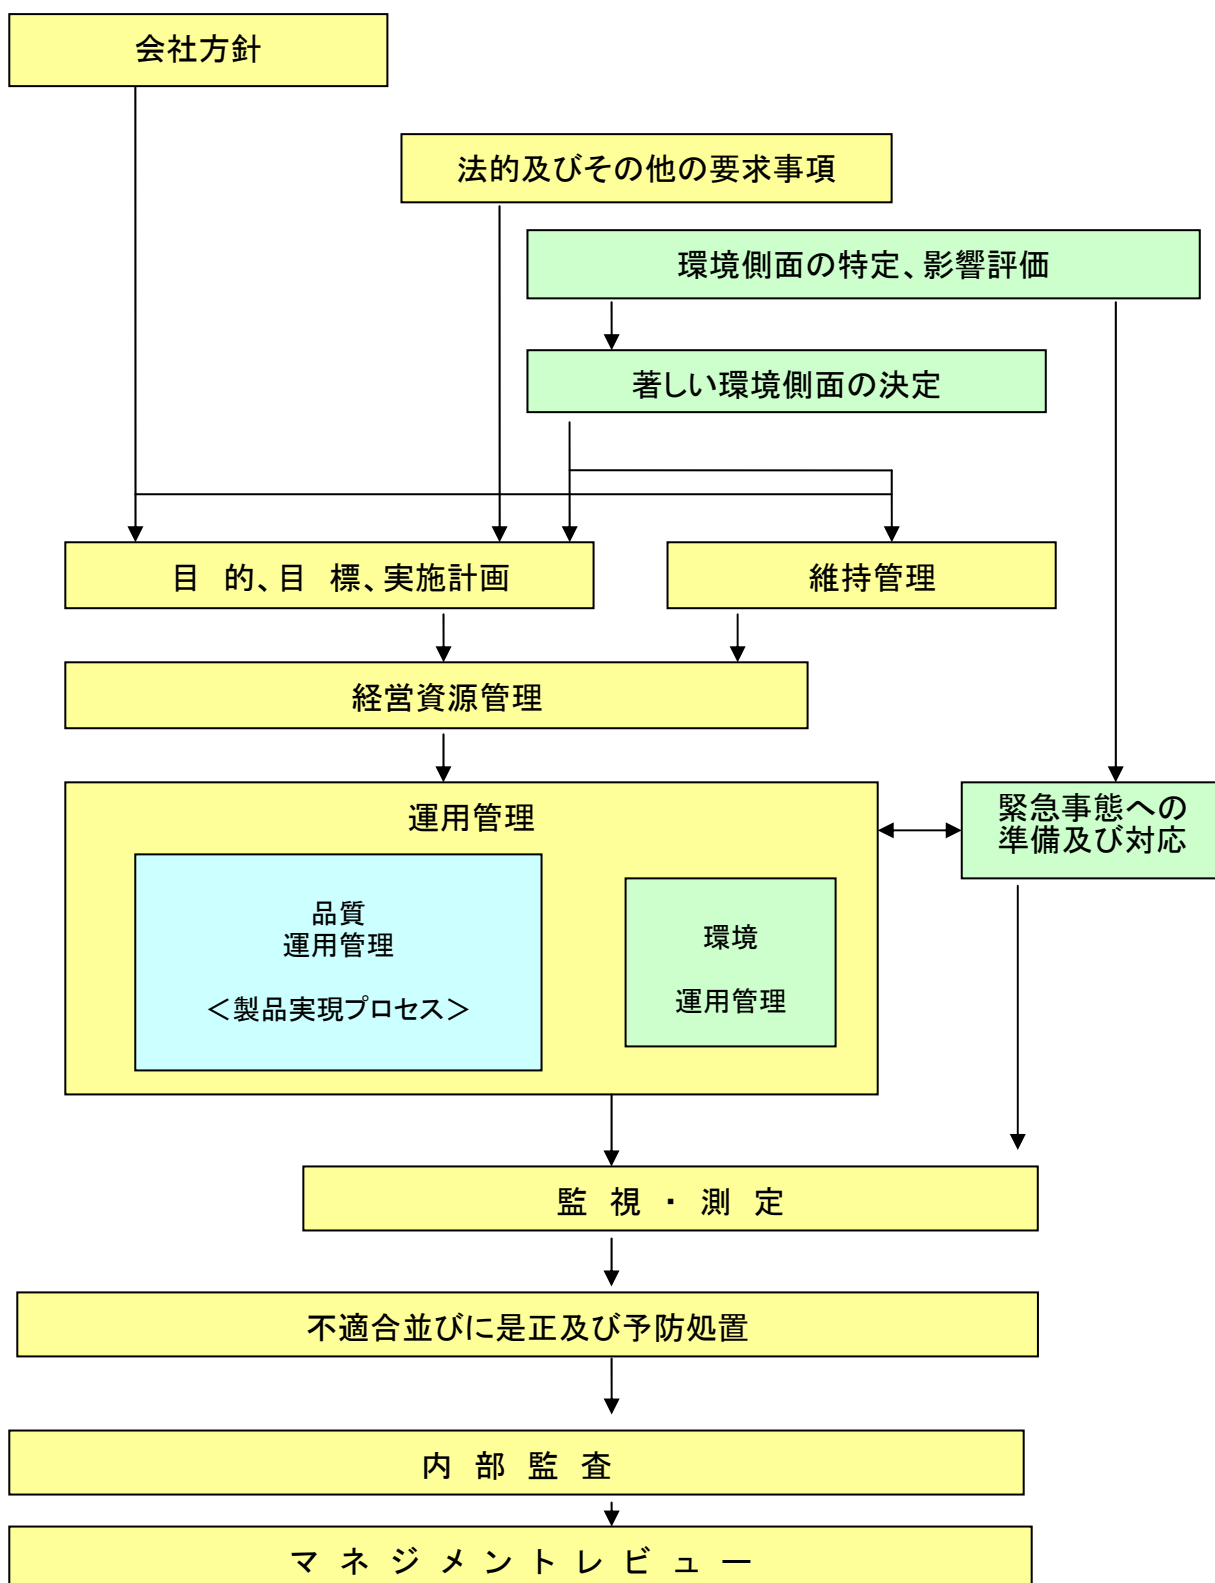 会社方針
法的及びその他の要求事項
環境側面の特定、影響評価
著しい環境側面の決定
目　的、目　標、実施計画
維持管理
経営資源管理
運用管理
緊急事態への
準備及び対応
品質
運用管理
＜製品実現プロセス＞
環境
運用管理
監　視　・　測　定
不適合並びに是正及び予防処置
内　部　監　査
マ　ネ　ジ　メ　ン　ト　レ　ビ　ュ　ー